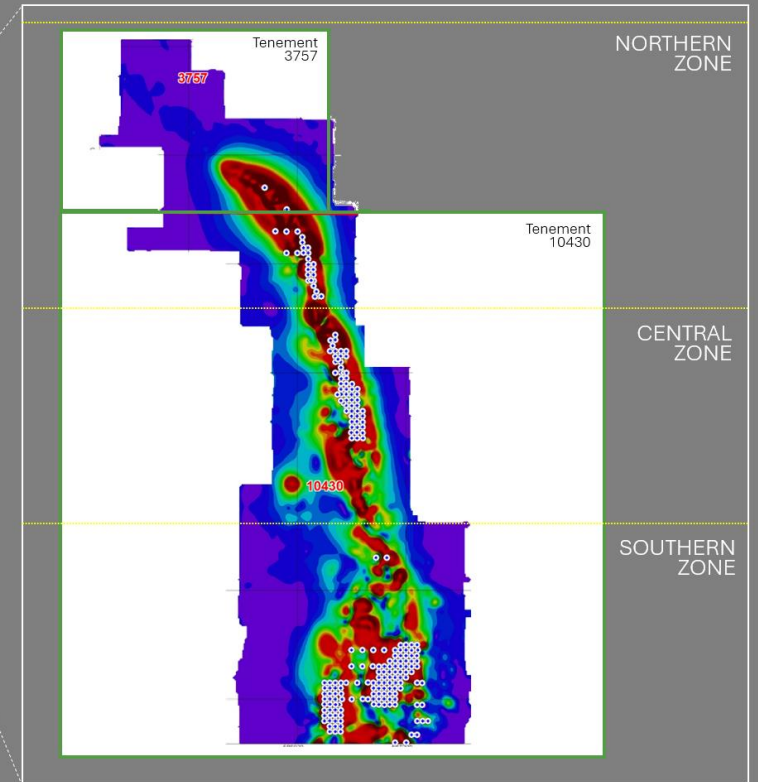 Tenement
3757
3757
NORTHERN
ZONE
Tenement
10430
CENTRAL
ZONE
10430
SOUTHERN
ZONE